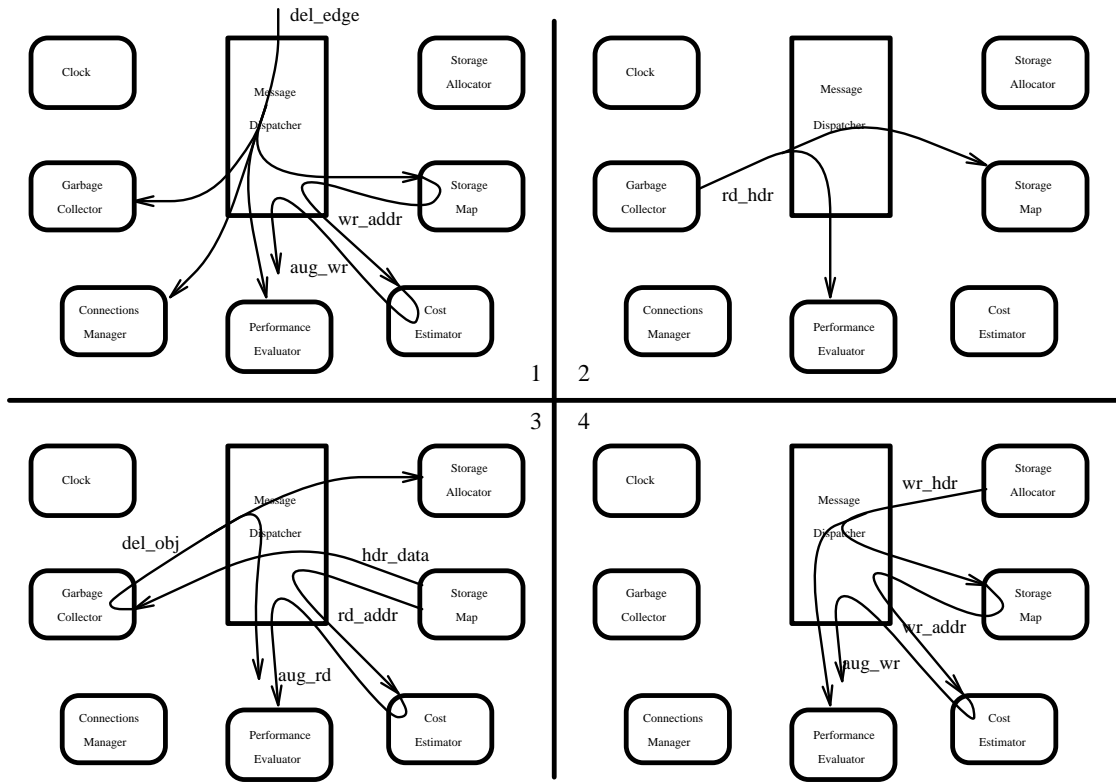 del_edge
Clock
Message
Dispatcher
Storage
Allocator
Garbage
Collector
Storage
Map
wr_addr
aug_wr
Connections
Manager
Performance
Evaluator
Cost
Estimator
1
Clock
Message
Dispatcher
Storage
Allocator
Garbage
Collector
rd_hdr
Storage
Map
Connections
Manager
Performance
Evaluator
Cost
Estimator
2
3
Clock
Message
Dispatcher
Storage
Allocator
del_obj
hdr_data
Garbage
Collector
Storage
Map
rd_addr
aug_rd
Connections
Manager
Performance
Evaluator
Cost
Estimator
4
Clock
Message
Dispatcher
wr_hdr
Storage
Allocator
Garbage
Collector
Storage
Map
wr_addr
aug_wr
Connections
Manager
Performance
Evaluator
Cost
Estimator